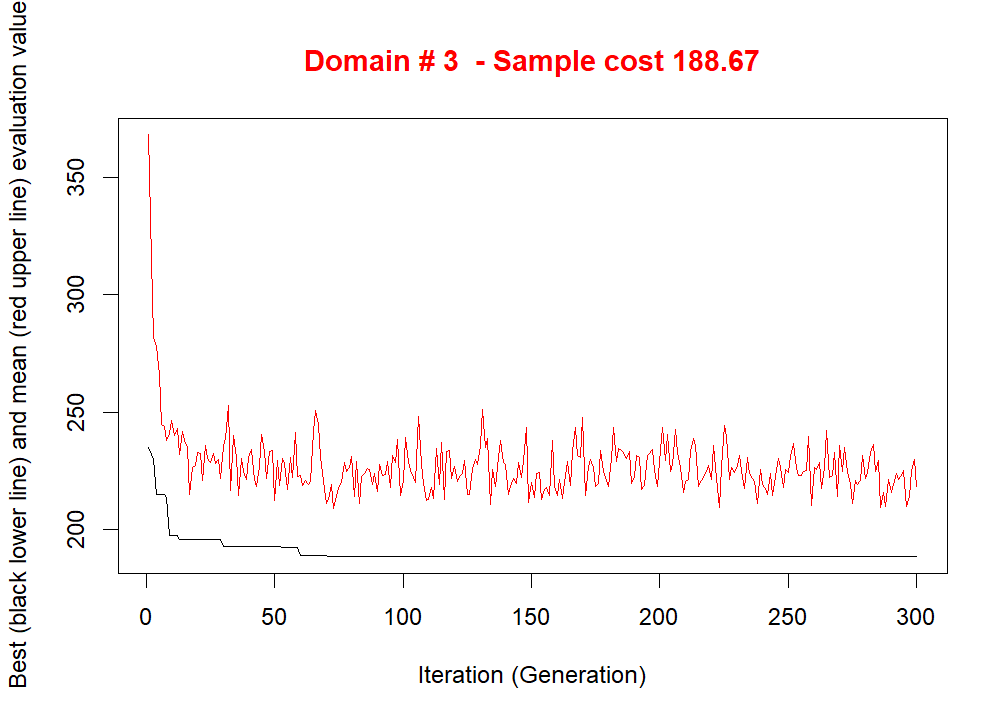 Domain # 3  - Sample cost 188.67
Best (black lower line) and mean (red upper line) evaluation value
350
300
250
200
0 50 100 150 200 250 300
Iteration (Generation)